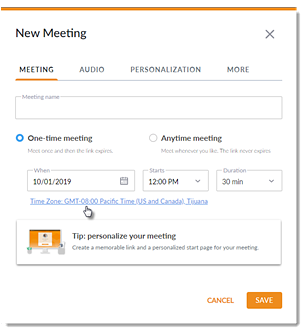 New Meeting
MEETING AUDIO PERSONALIZATION MORE
Meeting name
One-time meeting Anytime meeting
Meet once and then the link expires. Meet whenever you like. The link never expires.
When Starts Duration
10/01/2019 12:00 PM 30 min
Time Zone: GMT-08:00 Pacific Time (US and Canada), Tijuana
Tip: personalize your meeting
Create a memorable link and a personalized start page for your meeting.
CANCEL SAVE